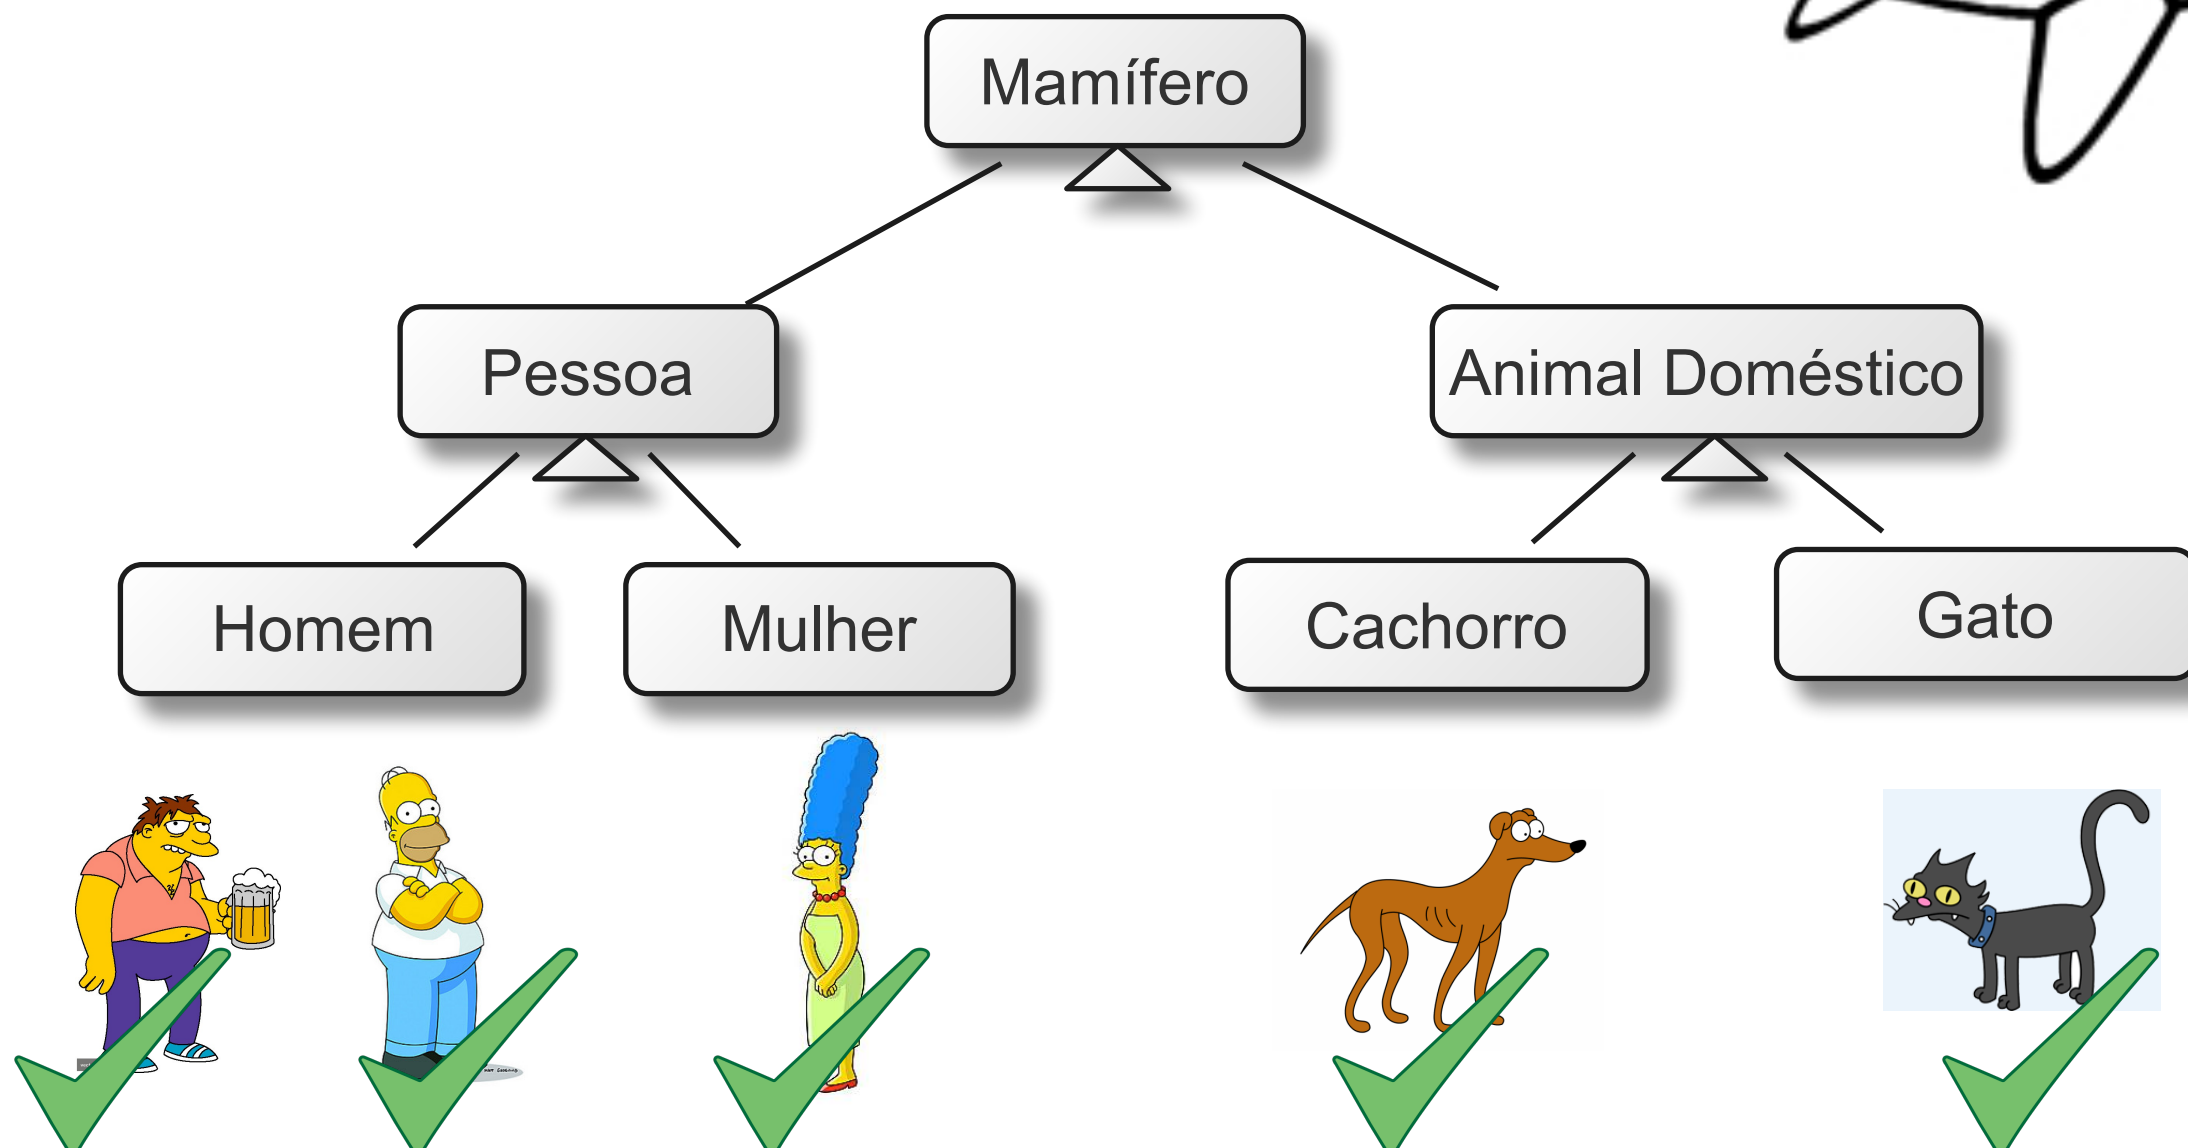 Mamífero
Pessoa
Animal Doméstico
Homem
Mulher
Cachorro
Gato